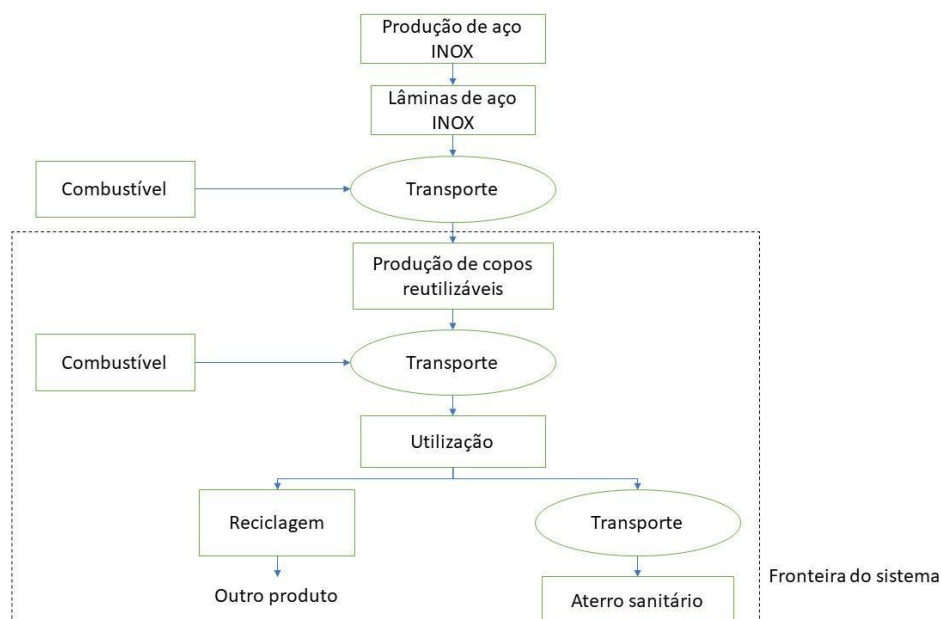 Produção de aço
INOX
Lâminas de aço
INOX
Combustível
Transporte
Produção de copos
reutilizáveis
Combustível
Transporte
Utilização
Reciclagem
Transporte
Outro produto
Aterro sanitário
Fronteira do sistema